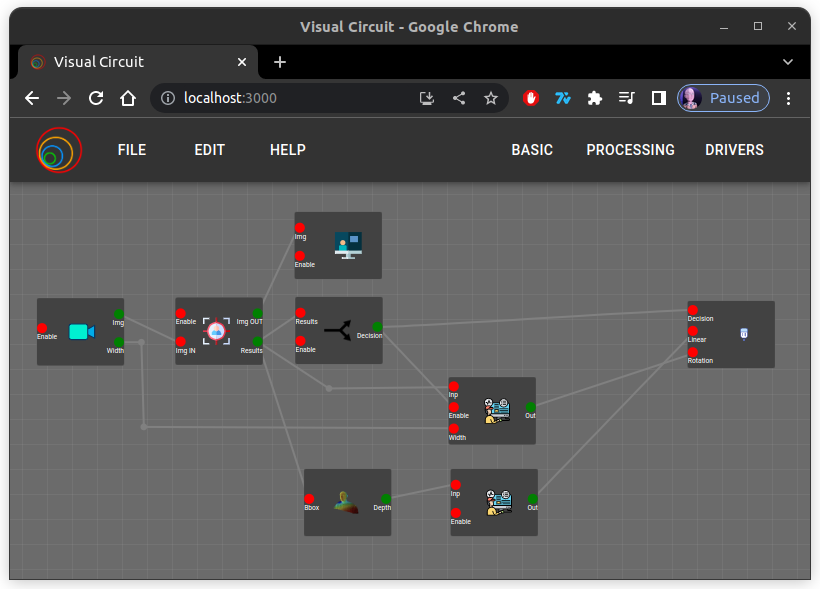 Visual Circuit - Google Chrome
Visual Circuit
localhost:3000
Paused
FILE
EDIT
HELP
BASIC
PROCESSING
DRIVERS
Img
Enable
Enable
Img
Width
Enable
Img OUT
Img IN
Results
Results
Enable
Decision
Decision
Linear
Rotation
Inp
Enable
Out
Width
Bbox
Depth
Inp
Enable
Out